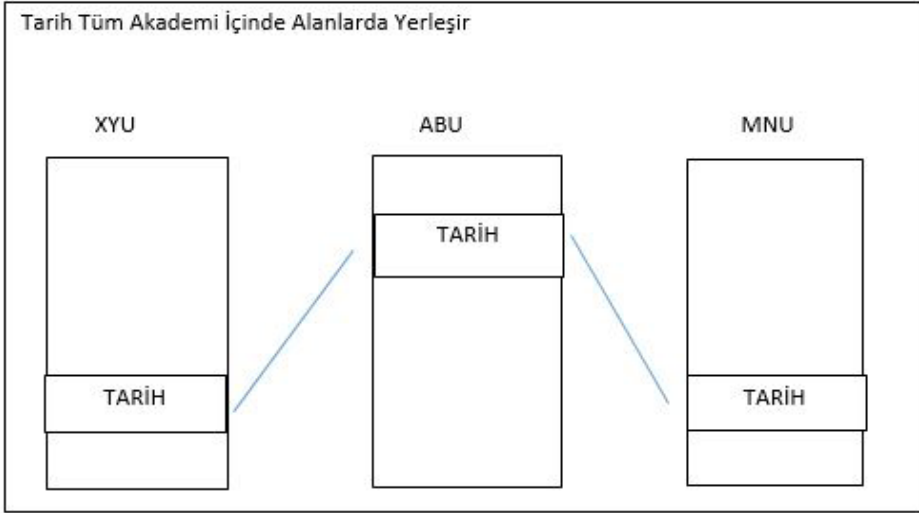 Tarih Tüm Akademi İçinde Alanlarda Yerleşir
XYU
ABU
MNU
TARİH
TARİH
TARİH